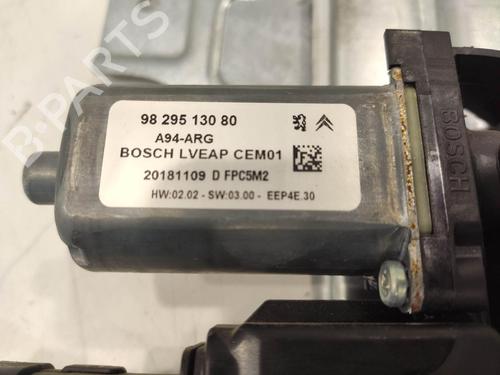 98 295 130 80
A94-ARG
BOSCH LVEAP CEM01
20181109 D FPC5M2
HW:02.02 - SW:03.00 - EEP4E.30
BOSCH
B-PARTS